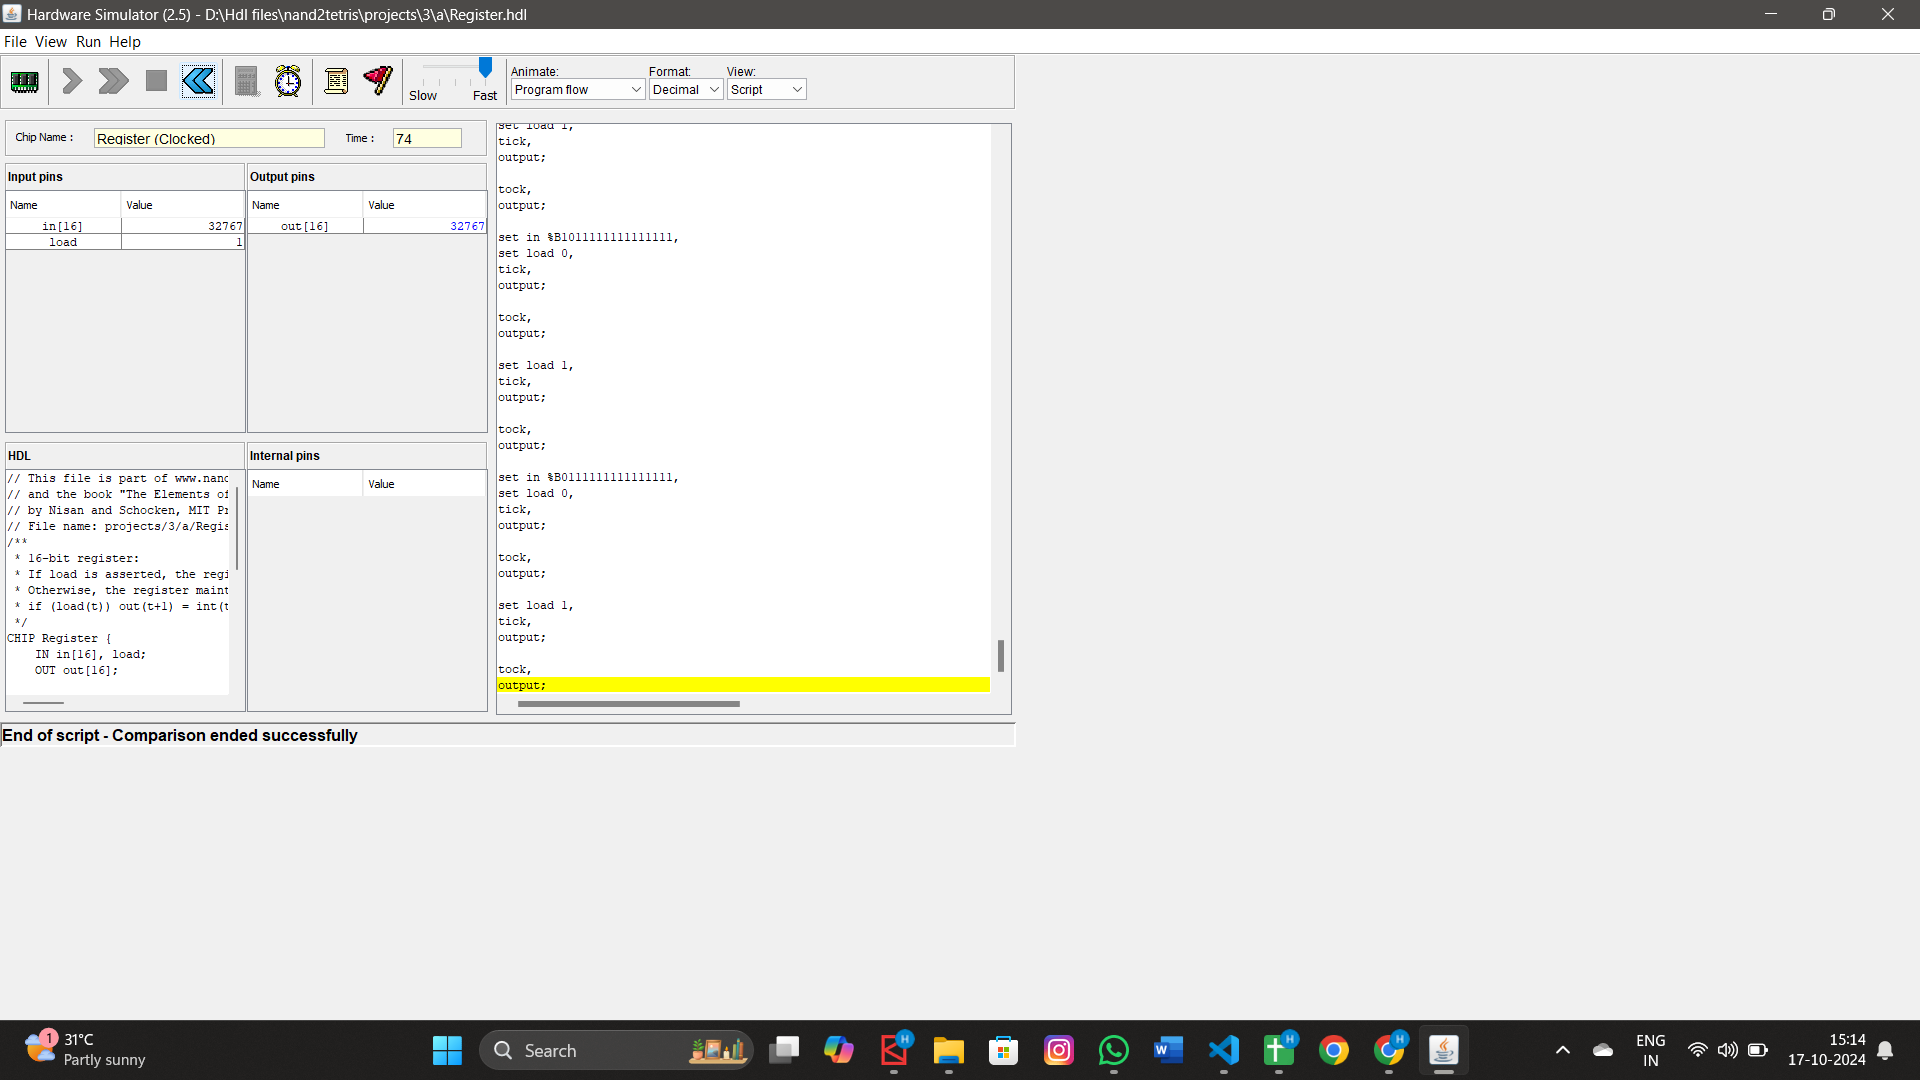 Hardware Simulator (2.5) - D:\Hdl files\nand2tetris\projects\3\a\Register.hdl
File View Run Help
Slow Fast
Animate: Format: View:
Program flow Decimal Script
Chip Name : Register (Clocked) Time : 74
Input pins
Name Value
in[16] 32767
load 1
Output pins
Name Value
out[16] 32767
HDL
// This file is part of www.nand
// and the book "The Elements of
// by Nisan and Schocken, MIT Pr
// File name: projects/3/a/Regis
/**
* 16-bit register:
* If load is asserted, the regi
* Otherwise, the register maint
* if (load(t)) out(t+1) = int(t
*/
CHIP Register {
IN in[16], load;
OUT out[16];
Internal pins
Name Value
set load 1,
tick,
output;
tock,
output;
set in %B1011111111111111,
set load 0,
tick,
output;
tock,
output;
set load 1,
tick,
output;
tock,
output;
set in %B0111111111111111,
set load 0,
tick,
output;
tock,
output;
set load 1,
tick,
output;
tock,
output;
End of script - Comparison ended successfully
1
31°C
Partly sunny
Search
H
W
H
H
ENG
IN
15:14
17-10-2024